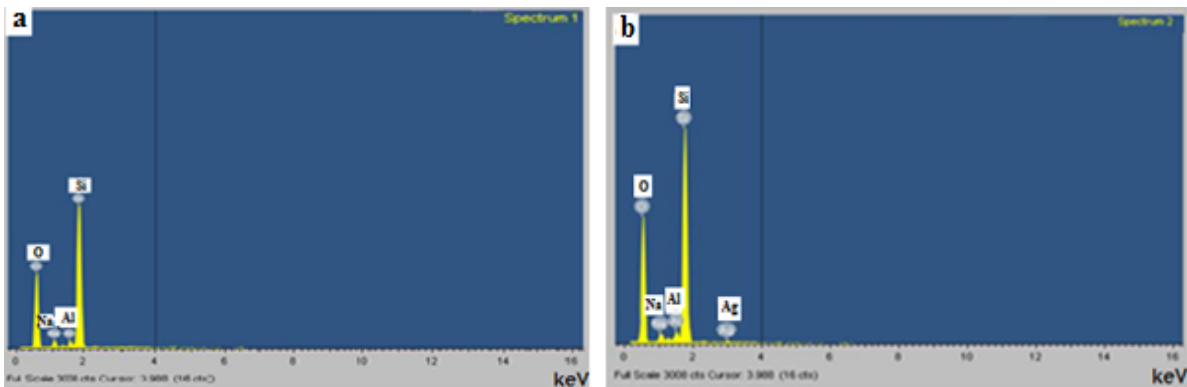 a
Spectrum 1
Si
O
Na
Al
0 2 4 6 8 10 12 14 16
Full Scale 3008 cts Cursor: 3.988 (16 cts)
keV
b
Spectrum 2
Si
O
Na
Al
Ag
0 2 4 6 8 10 12 14 16
Full Scale 3008 cts Cursor: 3.988 (16 cts)
keV